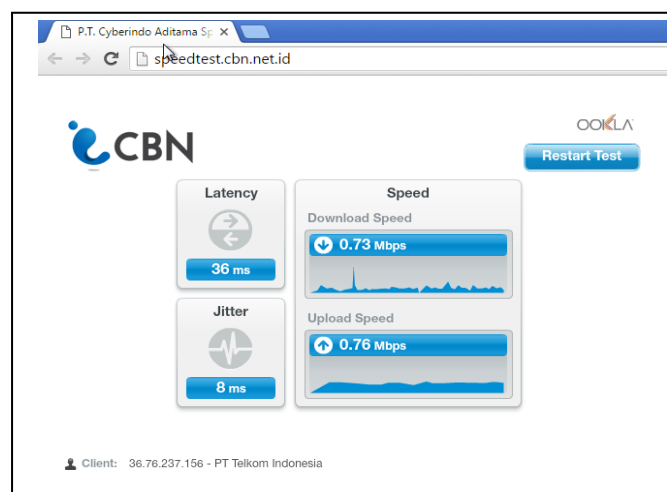 P.T. Cyberindo Aditama Sp
speedtest.cbn.net.id
CBN
OOKLA
Restart Test
Latency
36 ms
Jitter
8 ms
Speed
Download Speed
0.73 Mbps
Upload Speed
0.76 Mbps
Client: 36.76.237.156 - PT Telkom Indonesia